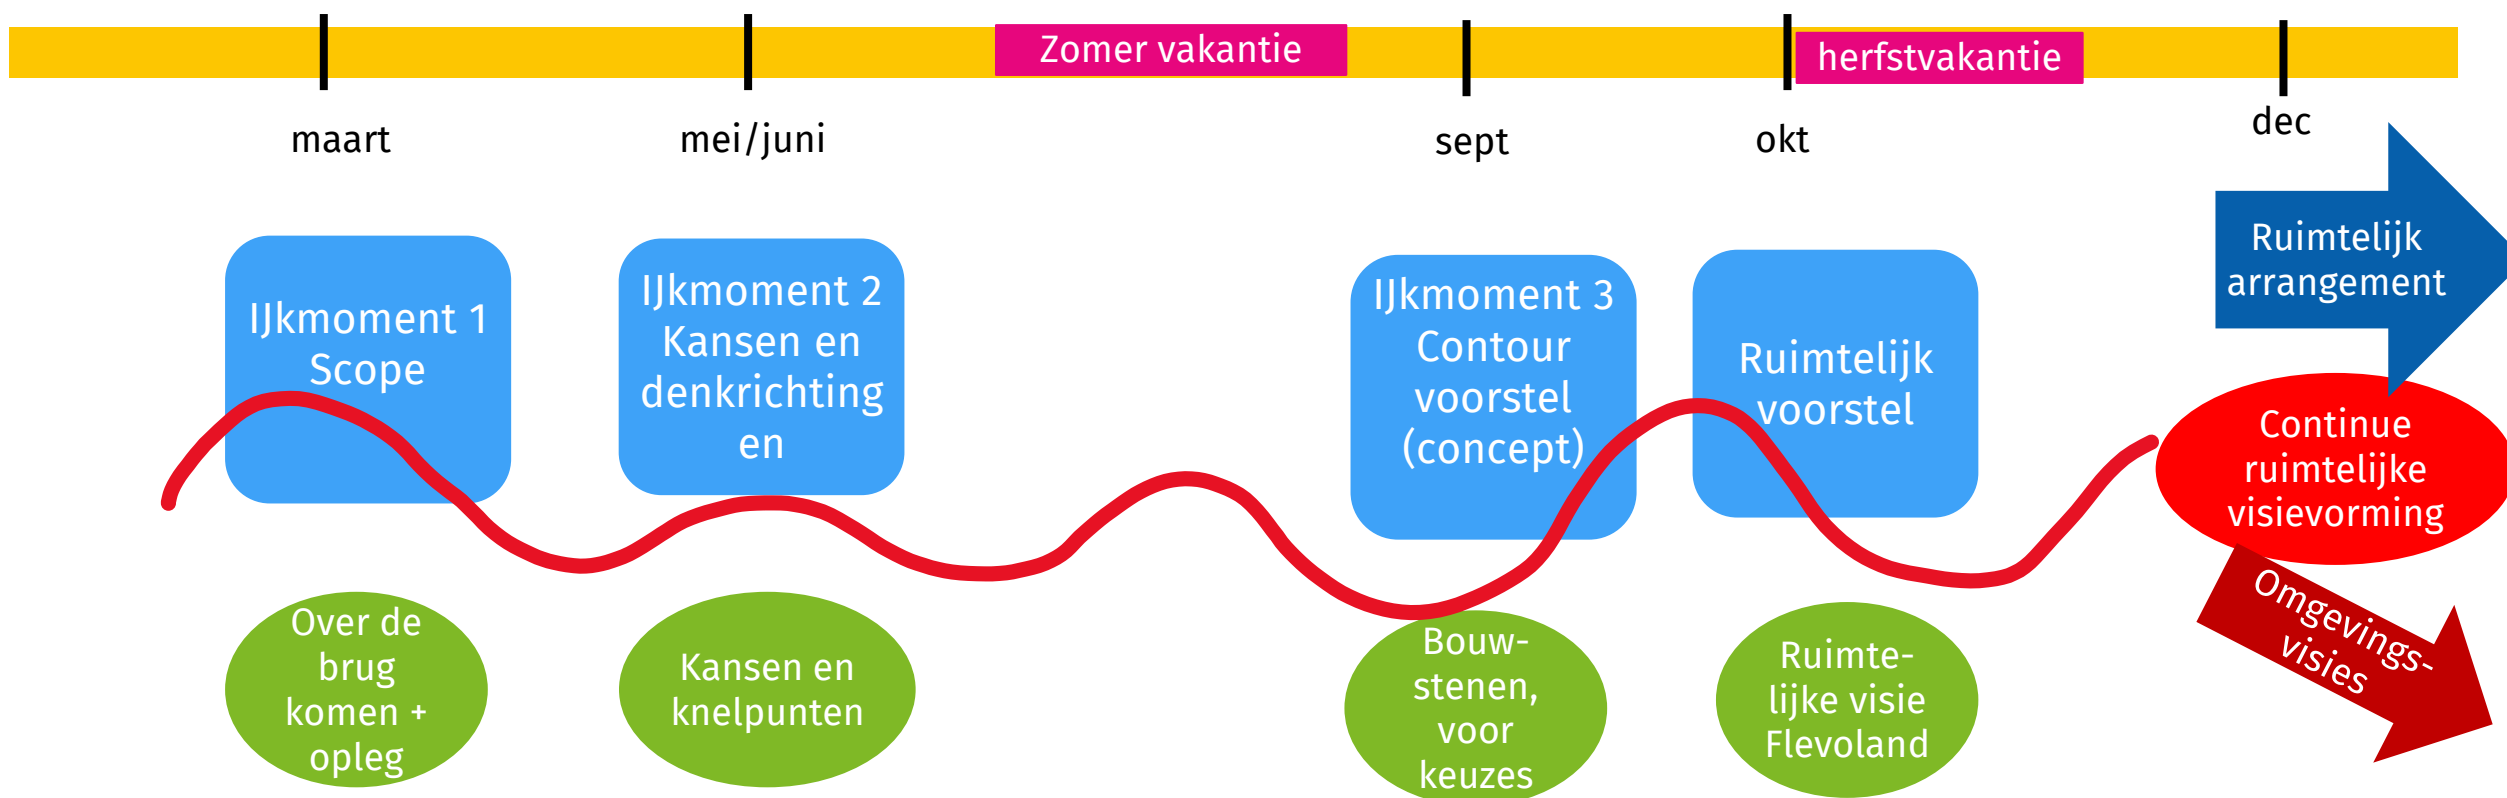 Zomer vakantie
herfstvakantie
maart
mei/juni
sept
okt
dec
IJkmoment 1
Scope
IJkmoment 2
Kansen en
denkrichting
en
IJkmoment 3
Contour
voorstel
(concept)
Ruimtelijk
voorstel
Ruimtelijk
arrangement
Continue
ruimtelijke
visievorming
Omgevings-
visies
Over de
brug
komen +
opleg
Kansen en
knelpunten
Bouw-
stenen,
voor
keuzes
Ruimte-
lijke visie
Flevoland